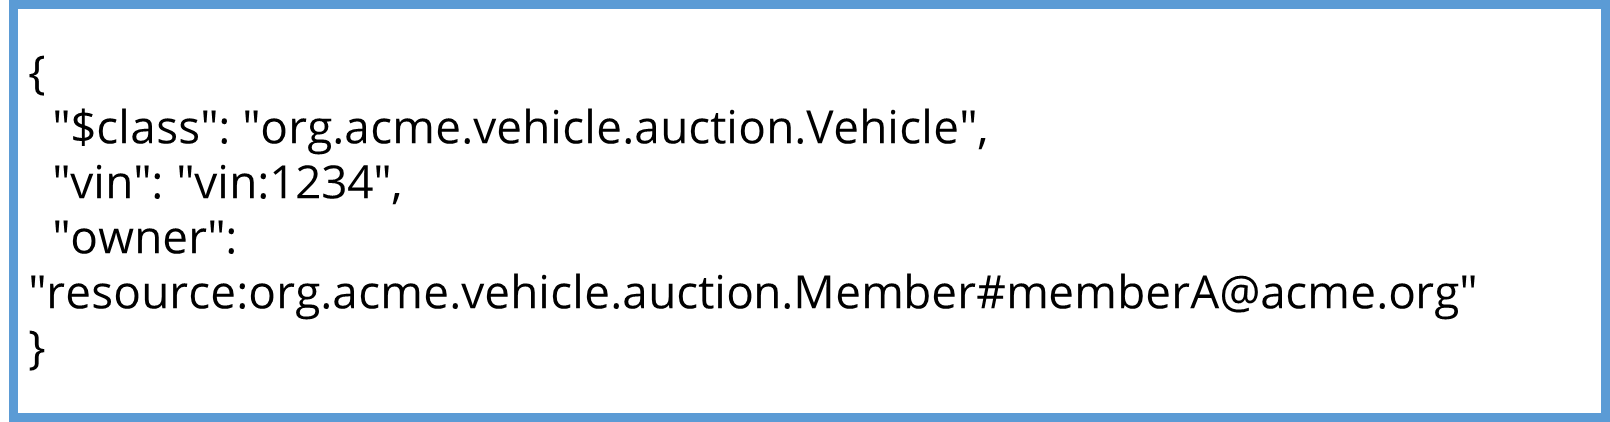 {
  "$class": "org.acme.vehicle.auction.Vehicle",
  "vin": "vin:1234",
  "owner":
"resource:org.acme.vehicle.auction.Member#memberA@acme.org"
}